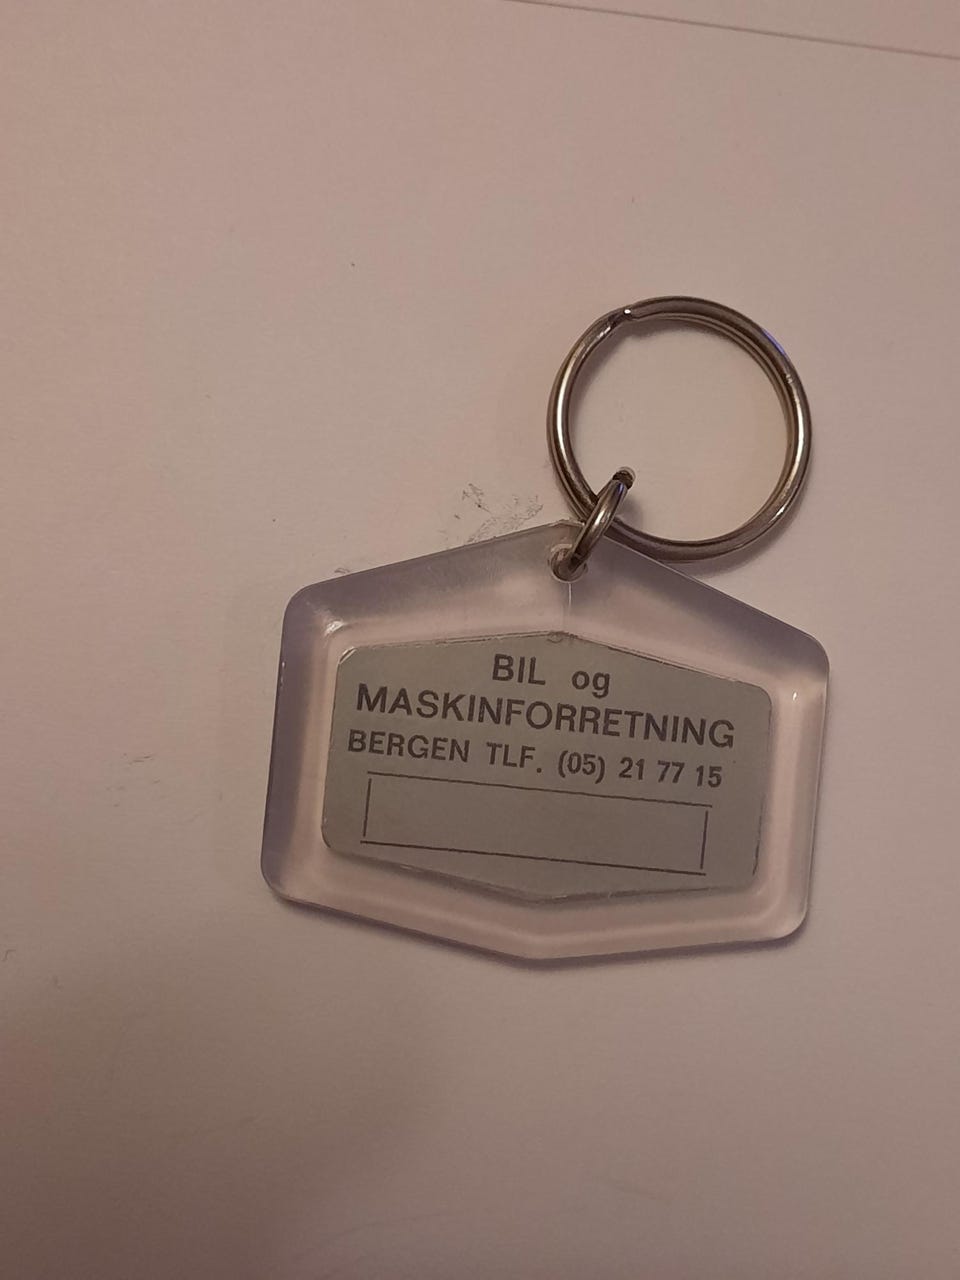 BIL og
MASKINFORRETNING
BERGEN TLF. (05) 21 77 15